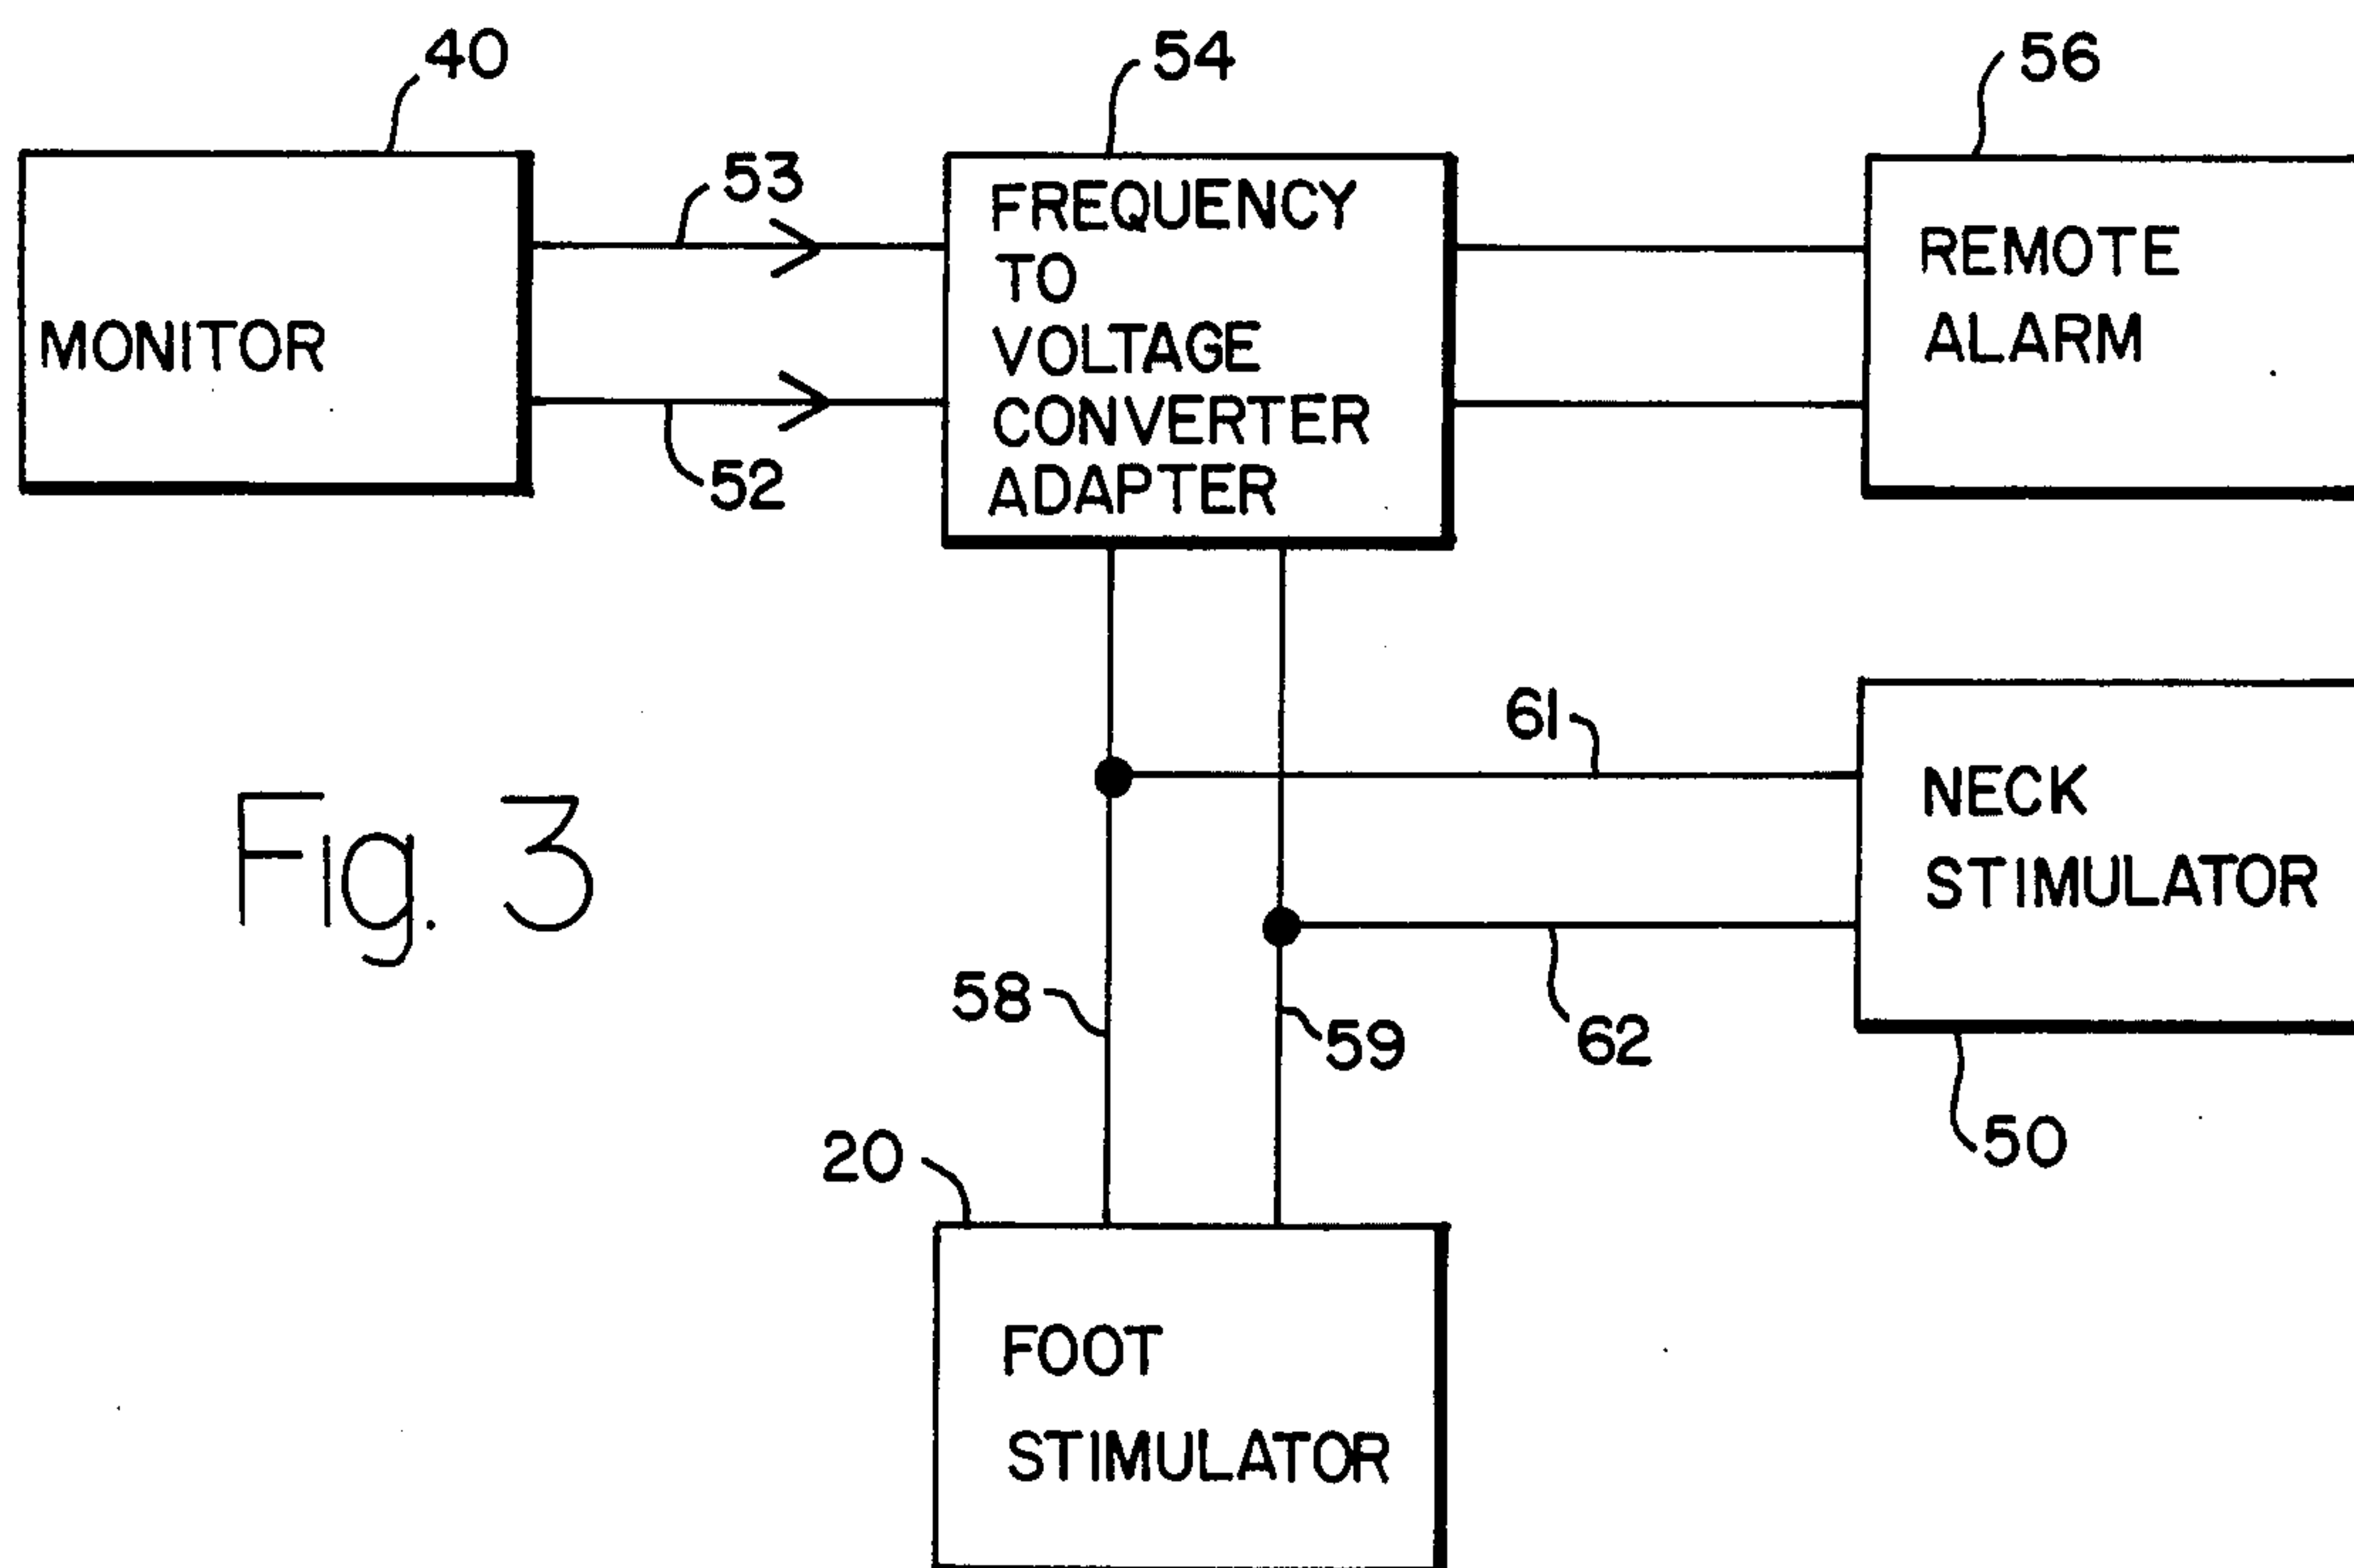 40
54
56
53
MONITOR
52
FREQUENCY
TO
VOLTAGE
CONVERTER
ADAPTER
REMOTE
ALARM
61
NECK
STIMULATOR
62
50
Fig. 3
58
59
20
FOOT
STIMULATOR